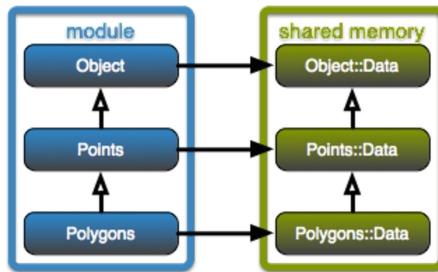 module
shared memory
Object
Object::Data
Points
Points::Data
Polygons
Polygons::Data